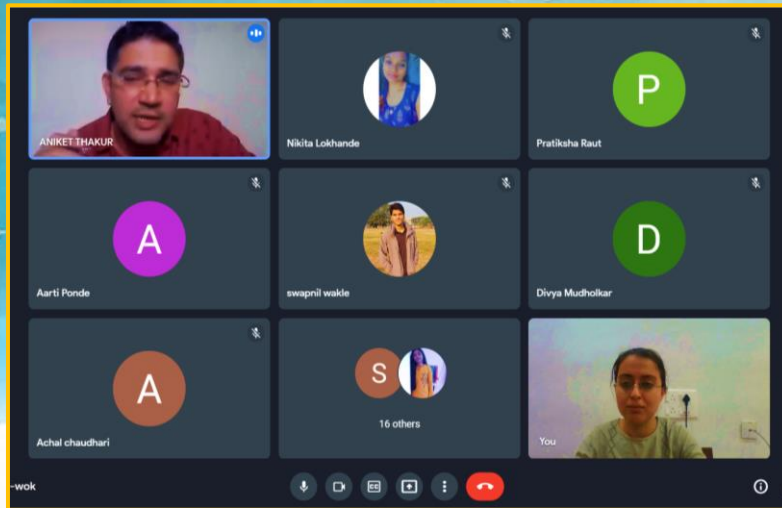 ANIKET THAKUR
Nikita Lokhande
P
Pratiksha Raut
A
Aarti Ponde
swapnil wakle
D
Divya Mudholkar
A
Achal chaudhari
S
16 others
You
-wok